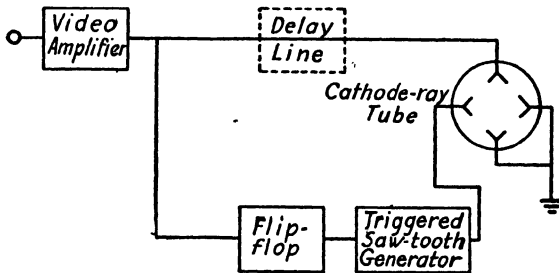 Video
Amplifier
Delay
Line
Cathode-ray
Tube
Flip-
flop
Triggered
Saw-tooth
Generator